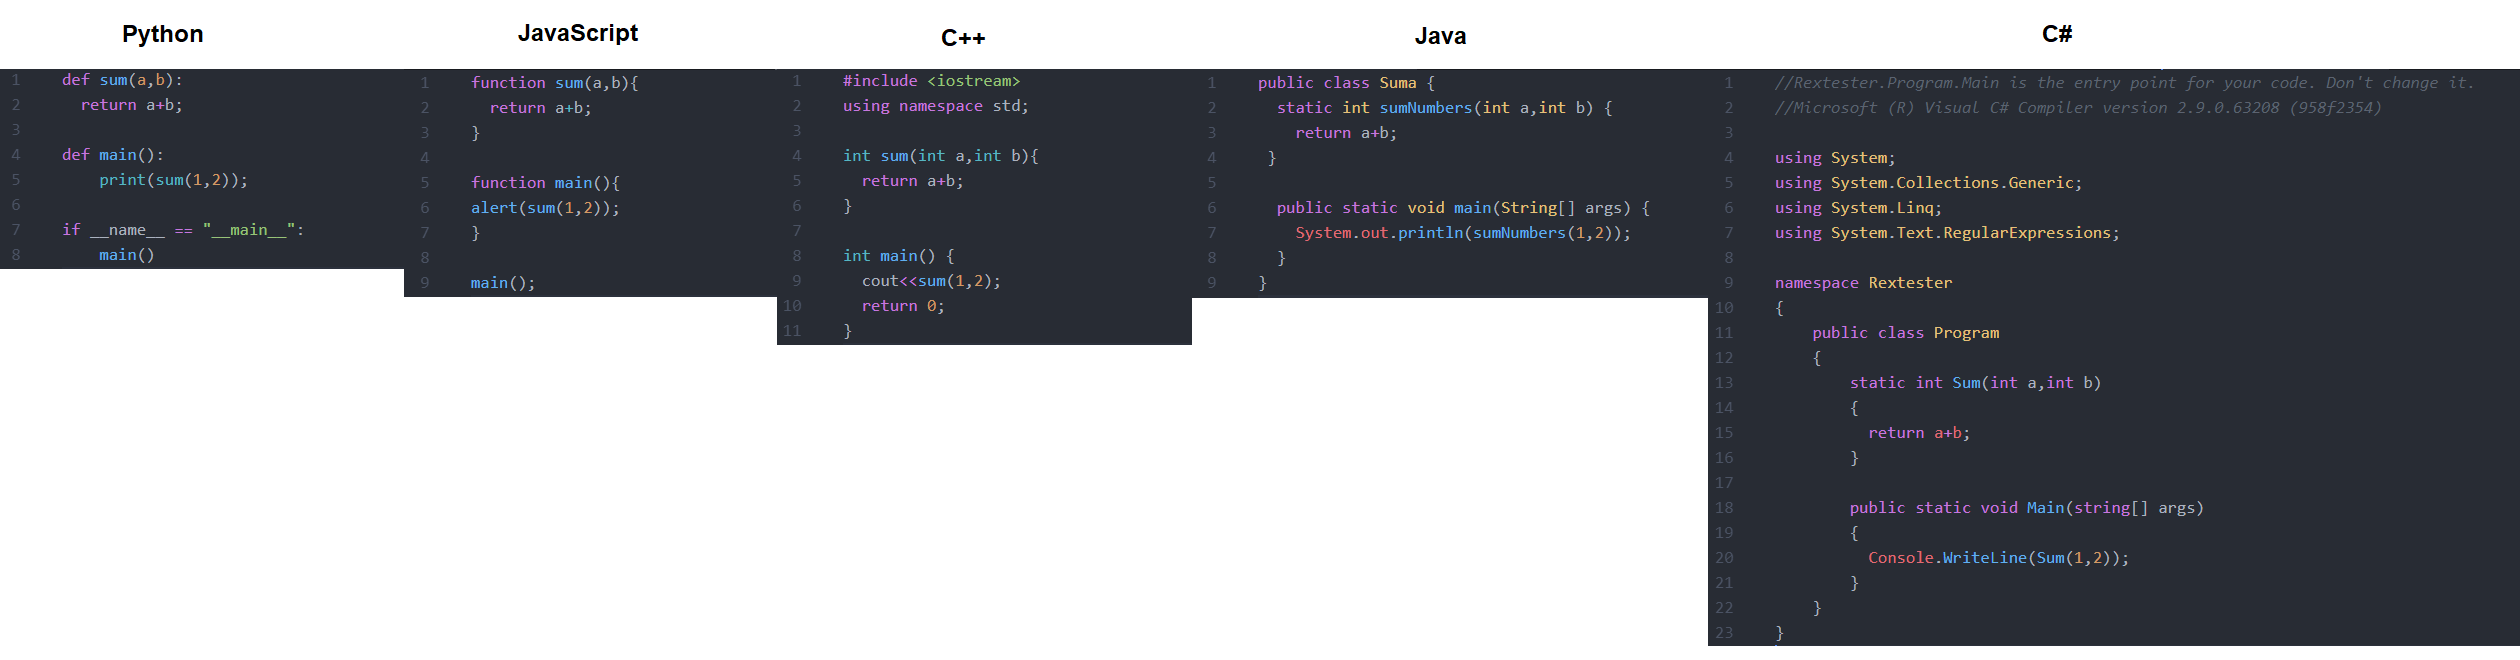 Python
1 def sum(a,b):
2 return a+b;
3
4 def main():
5 print(sum(1,2));
6
7 if __name__ == "__main__":
8 main()
JavaScript
1 function sum(a,b){
2 return a+b;
3 }
4
5 function main(){
6 alert(sum(1,2));
7 }
8
9 main();
C++
1 #include <iostream>
2 using namespace std;
3
4 int sum(int a,int b){
5 return a+b;
6 }
7
8 int main() {
9 cout<<sum(1,2);
10 return 0;
11 }
Java
1 public class Suma {
2 static int sumNumbers(int a,int b) {
3 return a+b;
4 }
5
6 public static void main(String[] args) {
7 System.out.println(sumNumbers(1,2));
8 }
9 }
C#
1 //Rextester.Program.Main is the entry point for your code. Don't change it.
2 //Microsoft (R) Visual C# Compiler version 2.9.0.63208 (958f2354)
3
4 using System;
5 using System.Collections.Generic;
6 using System.Linq;
7 using System.Text.RegularExpressions;
8
9 namespace Rextester
10 {
11 public class Program
12 {
13 static int Sum(int a,int b)
14 {
15 return a+b;
16 }
17
18 public static void Main(string[] args)
19 {
20 Console.WriteLine(Sum(1,2));
21 }
22 }
23 }